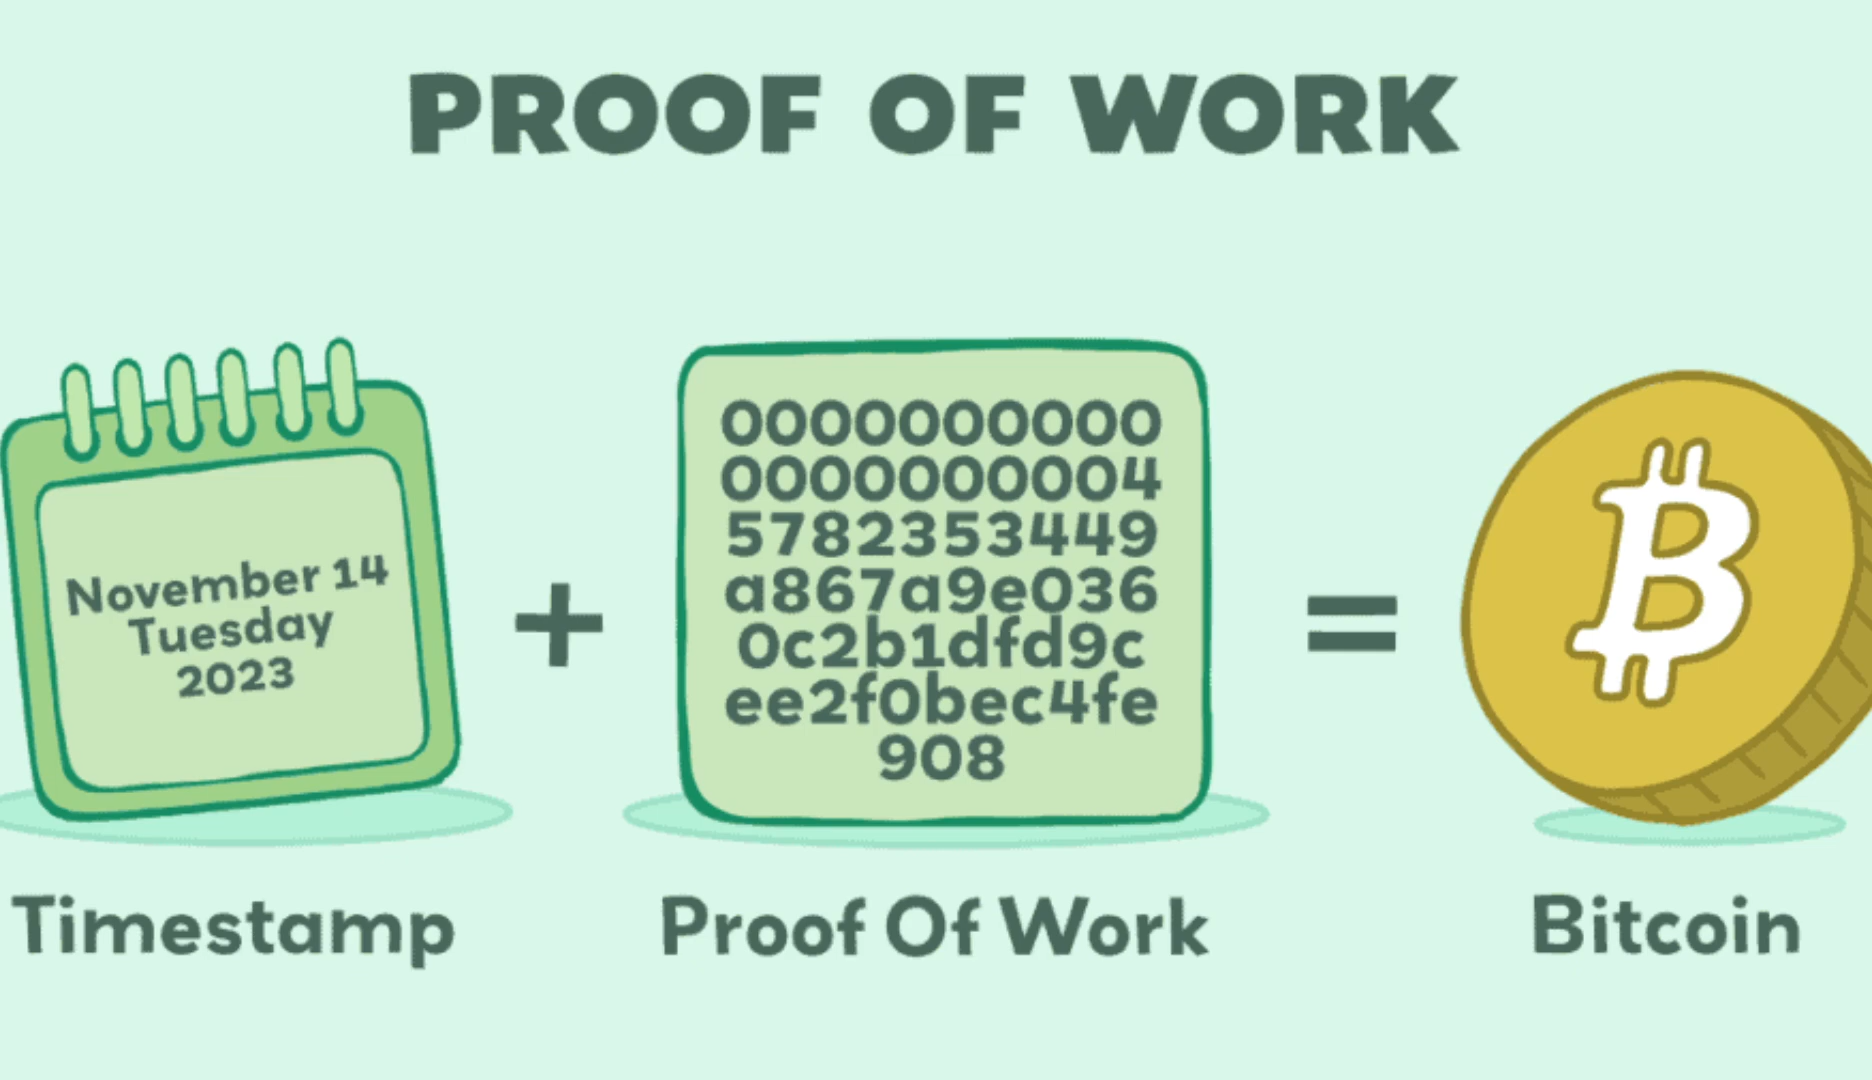 PROOF OF WORK
November 14
Tuesday
2023
+
0000000000
0000000004
5782353449
a867a9e036
0c2b1dfd9c
ee2f0bec4fe
908
=
Timestamp
Proof Of Work
Bitcoin